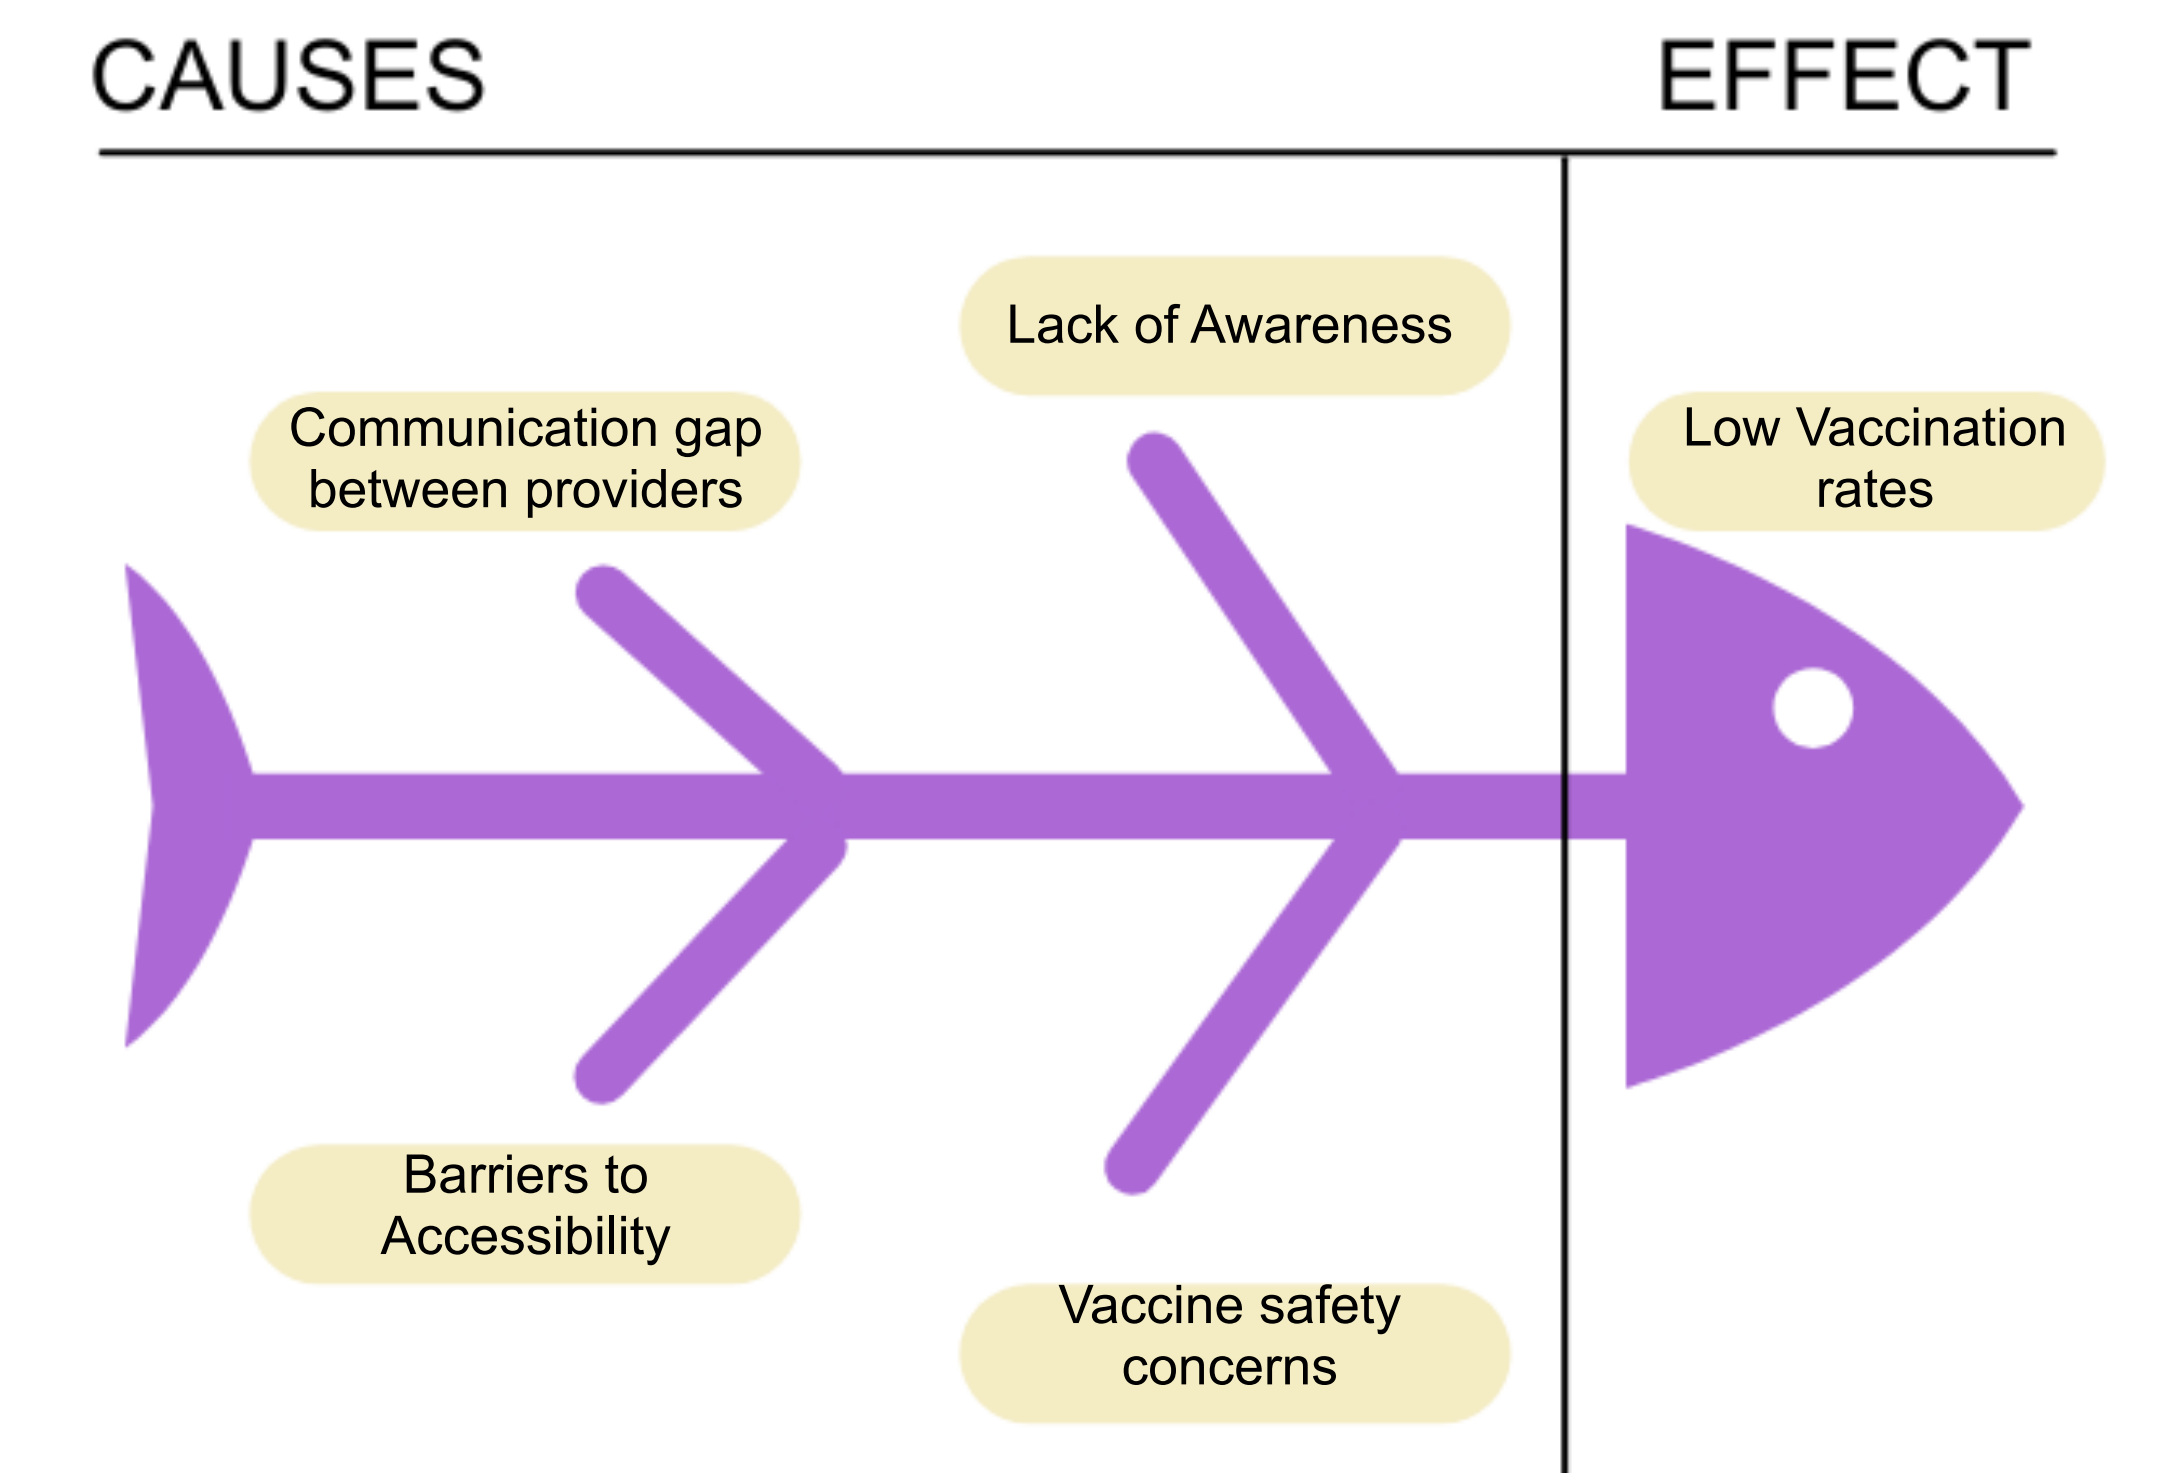 CAUSES
EFFECT
Lack of Awareness
Communication gap
between providers
Low Vaccination
rates
Barriers to
Accessibility
Vaccine safety
concerns